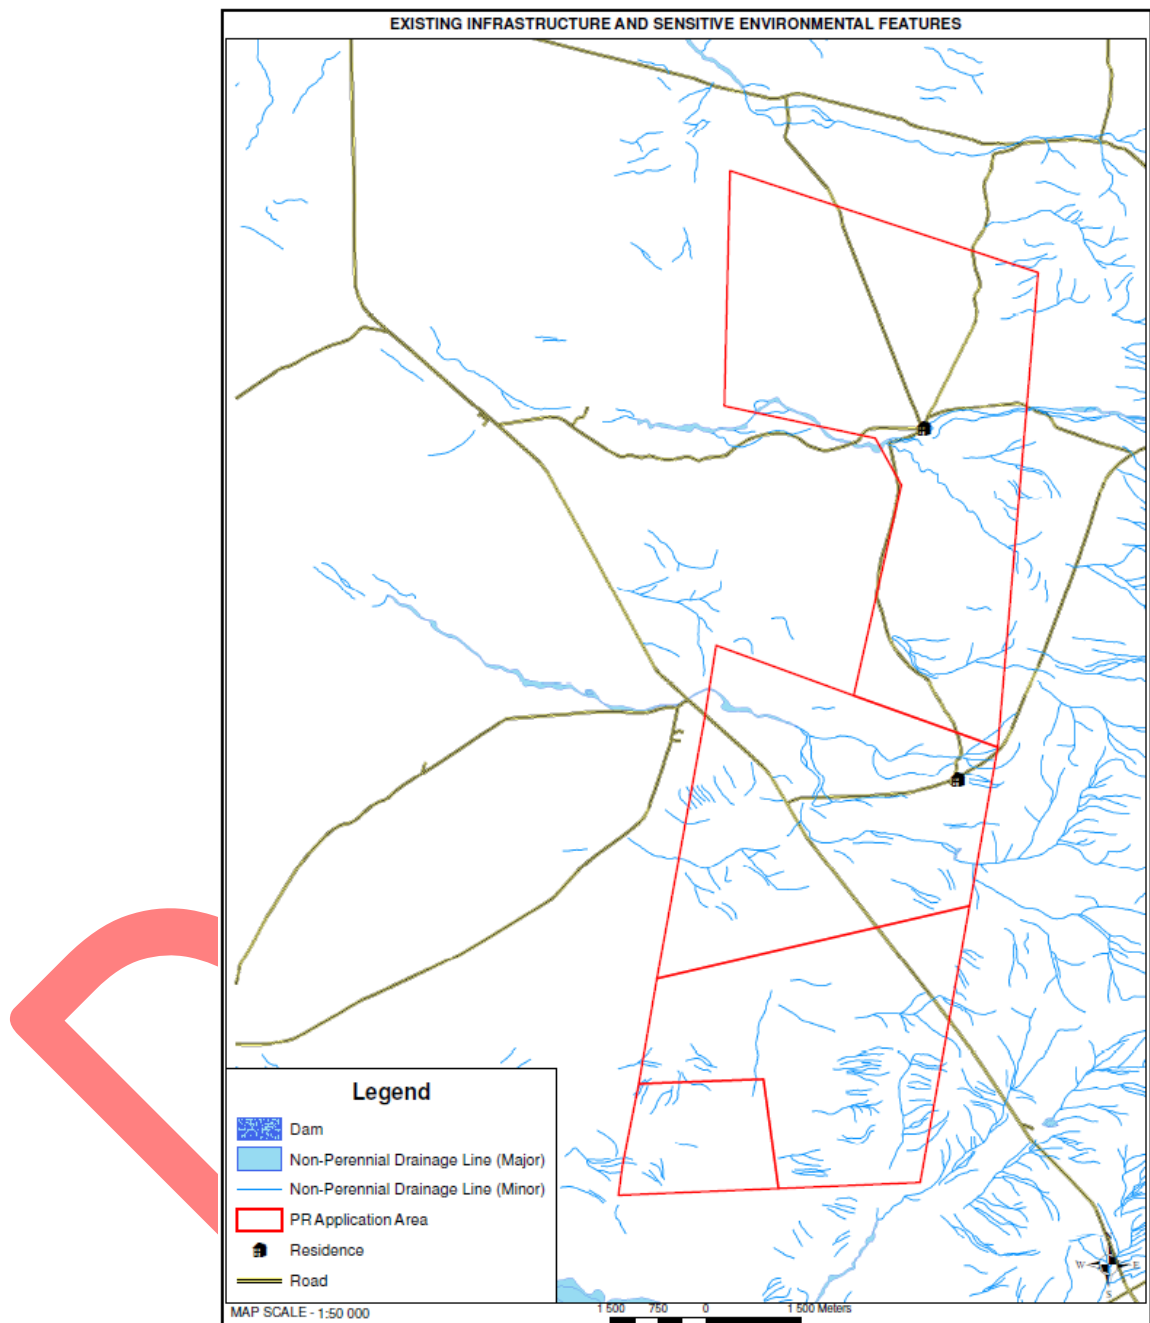 EXISTING INFRASTRUCTURE AND SENSITIVE ENVIRONMENTAL FEATURES
Legend
Dam
Non-Perennial Drainage Line (Major)
Non-Perennial Drainage Line (Minor)
PR Application Area
Residence
Road
W E
S
MAP SCALE - 1:50 000
1 500 750 0 1 500 Meters